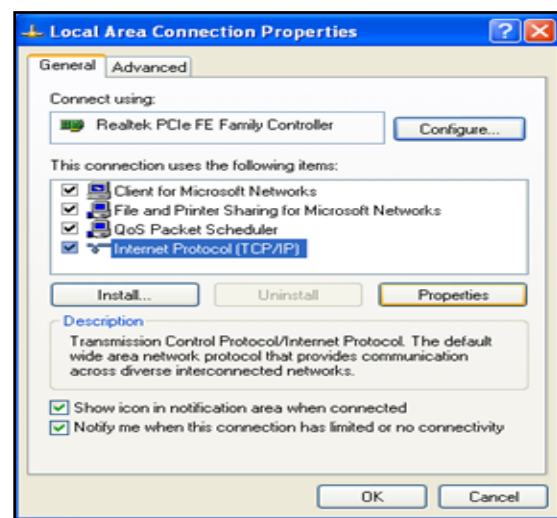 Local Area Connection Properties
General Advanced
Connect using:
Realtek PCIe FE Family Controller Configure...
This connection uses the following items:
Client for Microsoft Networks
File and Printer Sharing for Microsoft Networks
QoS Packet Scheduler
Internet Protocol (TCP/IP)
Install... Uninstall Properties
Description
Transmission Control Protocol/Internet Protocol. The default
wide area network protocol that provides communication
across diverse interconnected networks.
Show icon in notification area when connected
Notify me when this connection has limited or no connectivity
OK Cancel